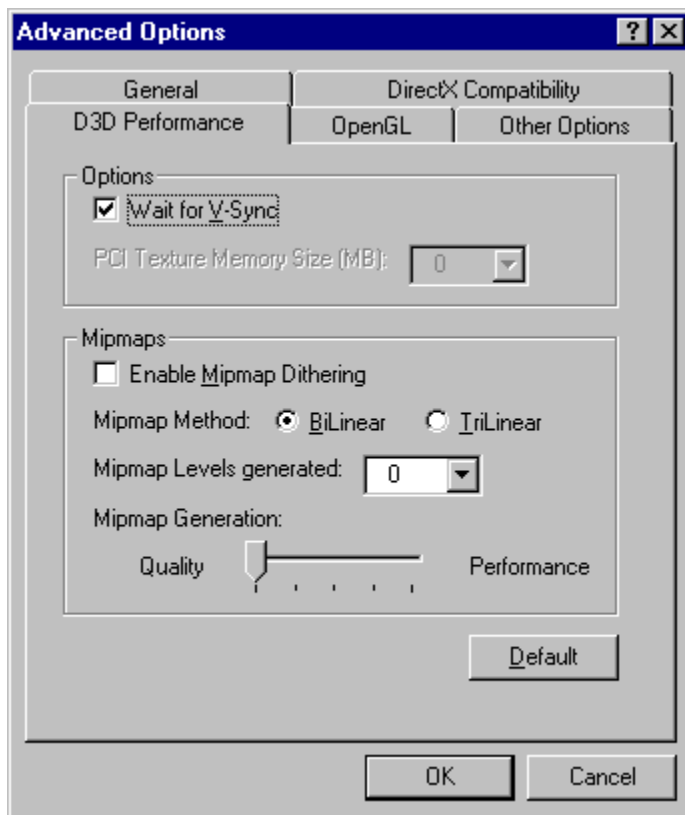 Advanced Options
General DirectX Compatibility
D3D Performance OpenGL Other Options
Options
Wait for V-Sync
PCI Texture Memory Size (MB): 0
Mipmaps
Enable Mipmap Dithering
Mipmap Method: BiLinear TriLinear
Mipmap Levels generated: 0
Mipmap Generation:
Quality Performance
Default
OK Cancel